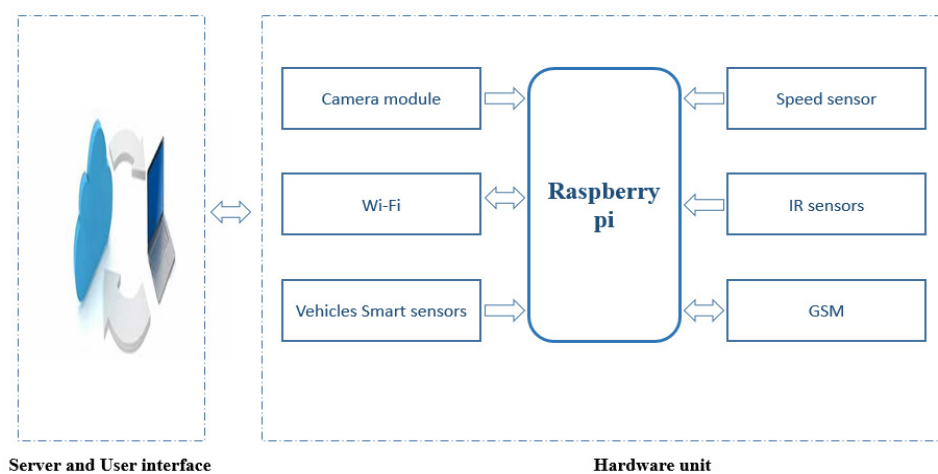 Camera module
Speed sensor
Wi-Fi
Raspberry
pi
IR sensors
Vehicles Smart sensors
GSM
Server and User interface
Hardware unit